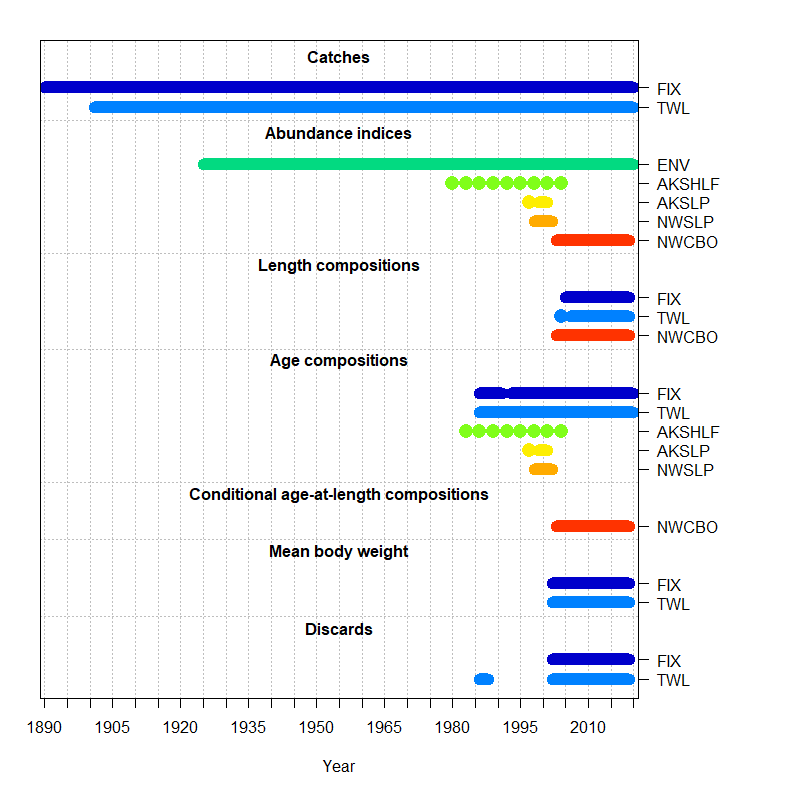 Catches
FIX
TWL
Abundance indices
ENV
AKSHLF
AKSLP
NWSLP
NWCBO
Length compositions
FIX
TWL
NWCBO
Age compositions
FIX
TWL
AKSHLF
AKSLP
NWSLP
Conditional age-at-length compositions
NWCBO
Mean body weight
FIX
TWL
Discards
FIX
TWL
1890 1905 1920 1935 1950 1965 1980 1995 2010
Year